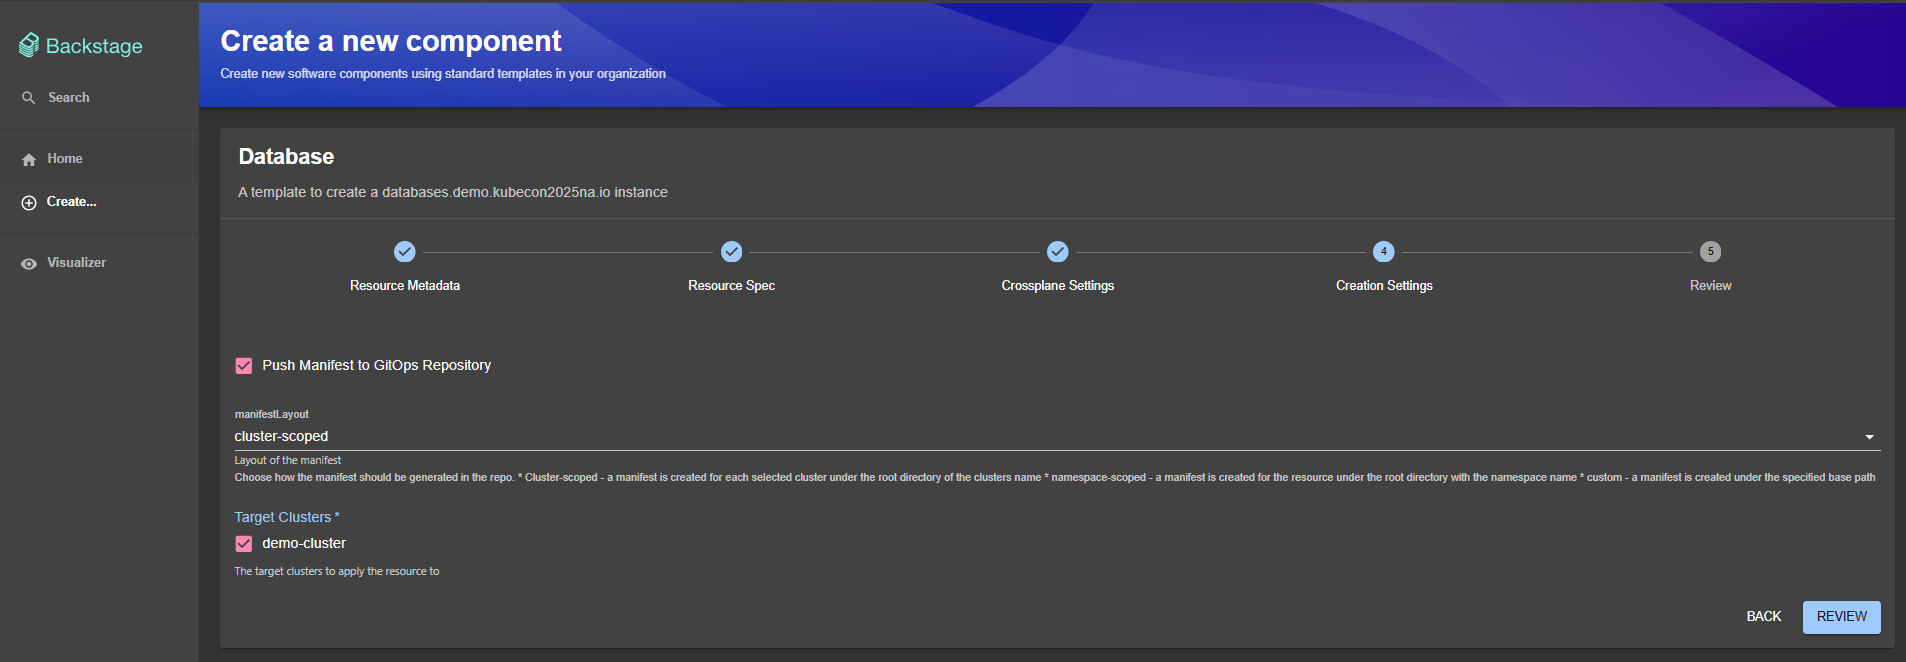 Backstage
Search
Home
Create...
Visualizer
Create a new component
Create new software components using standard templates in your organization
Database
A template to create a databases.demo.kubecon2025na.io instance
4
5
Resource Metadata
Resource Spec
Crossplane Settings
Creation Settings
Review
Push Manifest to GitOps Repository
manifestLayout
cluster-scoped
Layout of the manifest
Choose how the manifest should be generated in the repo. * Cluster-scoped - a manifest is created for each selected cluster under the root directory of the clusters name * namespace-scoped - a manifest is created for the resource under the root directory with the namespace name * custom - a manifest is created under the specified base path
Target Clusters *
demo-cluster
The target clusters to apply the resource to
BACK
REVIEW